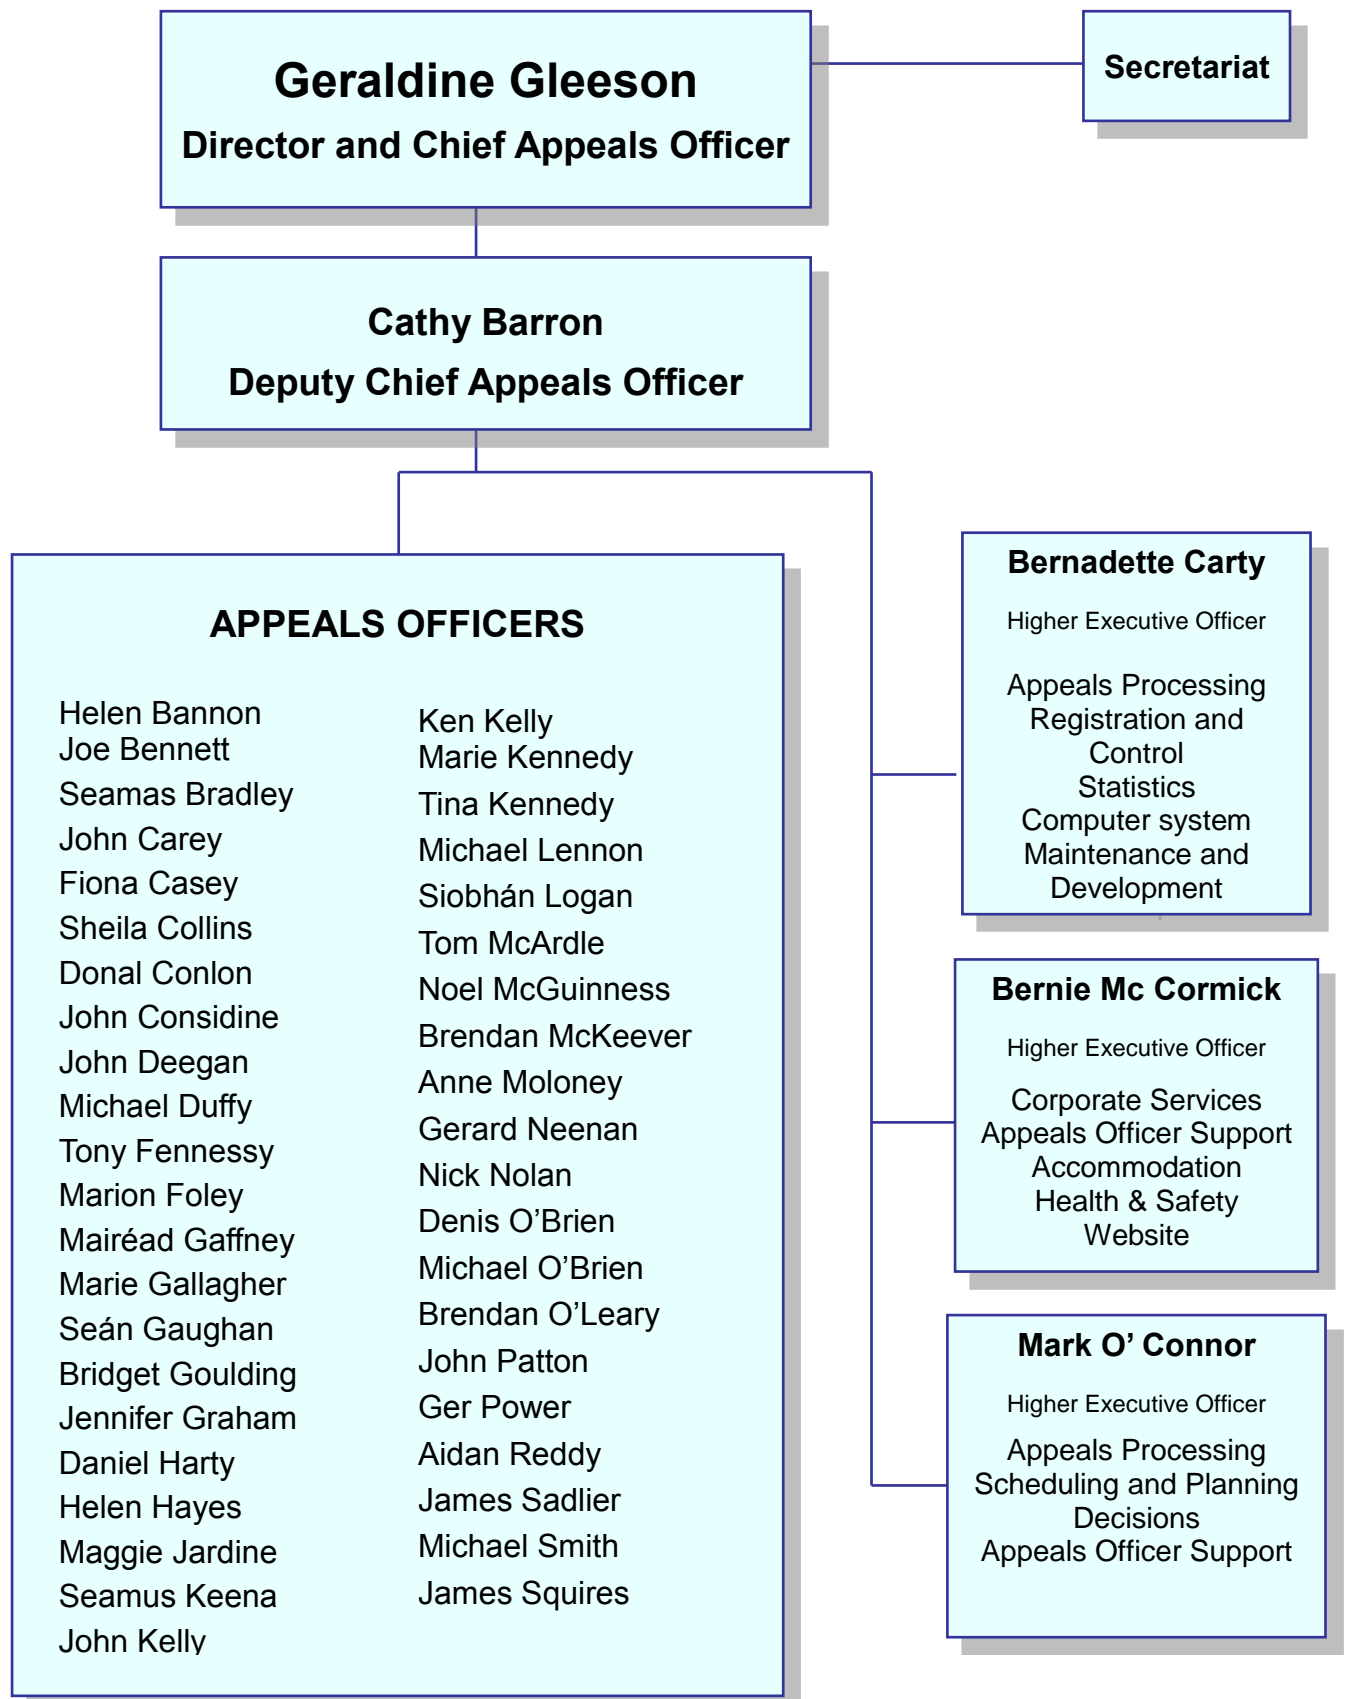 Geraldine Gleeson
Director and Chief Appeals Officer
Secretariat
Cathy Barron
Deputy Chief Appeals Officer
APPEALS OFFICERS
Helen Bannon
Joe Bennett
Seamas Bradley
John Carey
Fiona Casey
Sheila Collins
Donal Conlon
John Considine
John Deegan
Michael Duffy
Tony Fennessy
Marion Foley
Mairéad Gaffney
Marie Gallagher
Seán Gaughan
Bridget Goulding
Jennifer Graham
Daniel Harty
Helen Hayes
Maggie Jardine
Seamus Keena
John Kelly
Ken Kelly
Marie Kennedy
Tina Kennedy
Michael Lennon
Siobhán Logan
Tom McArdle
Noel McGuinness
Brendan McKeever
Anne Moloney
Gerard Neenan
Nick Nolan
Denis O’Brien
Michael O’Brien
Brendan O’Leary
John Patton
Ger Power
Aidan Reddy
James Sadlier
Michael Smith
James Squires
Bernadette Carty
Higher Executive Officer
Appeals Processing
Registration and
Control
Statistics
Computer system
Maintenance and
Development
Bernie Mc Cormick
Higher Executive Officer
Corporate Services
Appeals Officer Support
Accommodation
Health & Safety
Website
Mark O’ Connor
Higher Executive Officer
Appeals Processing
Scheduling and Planning
Decisions
Appeals Officer Support